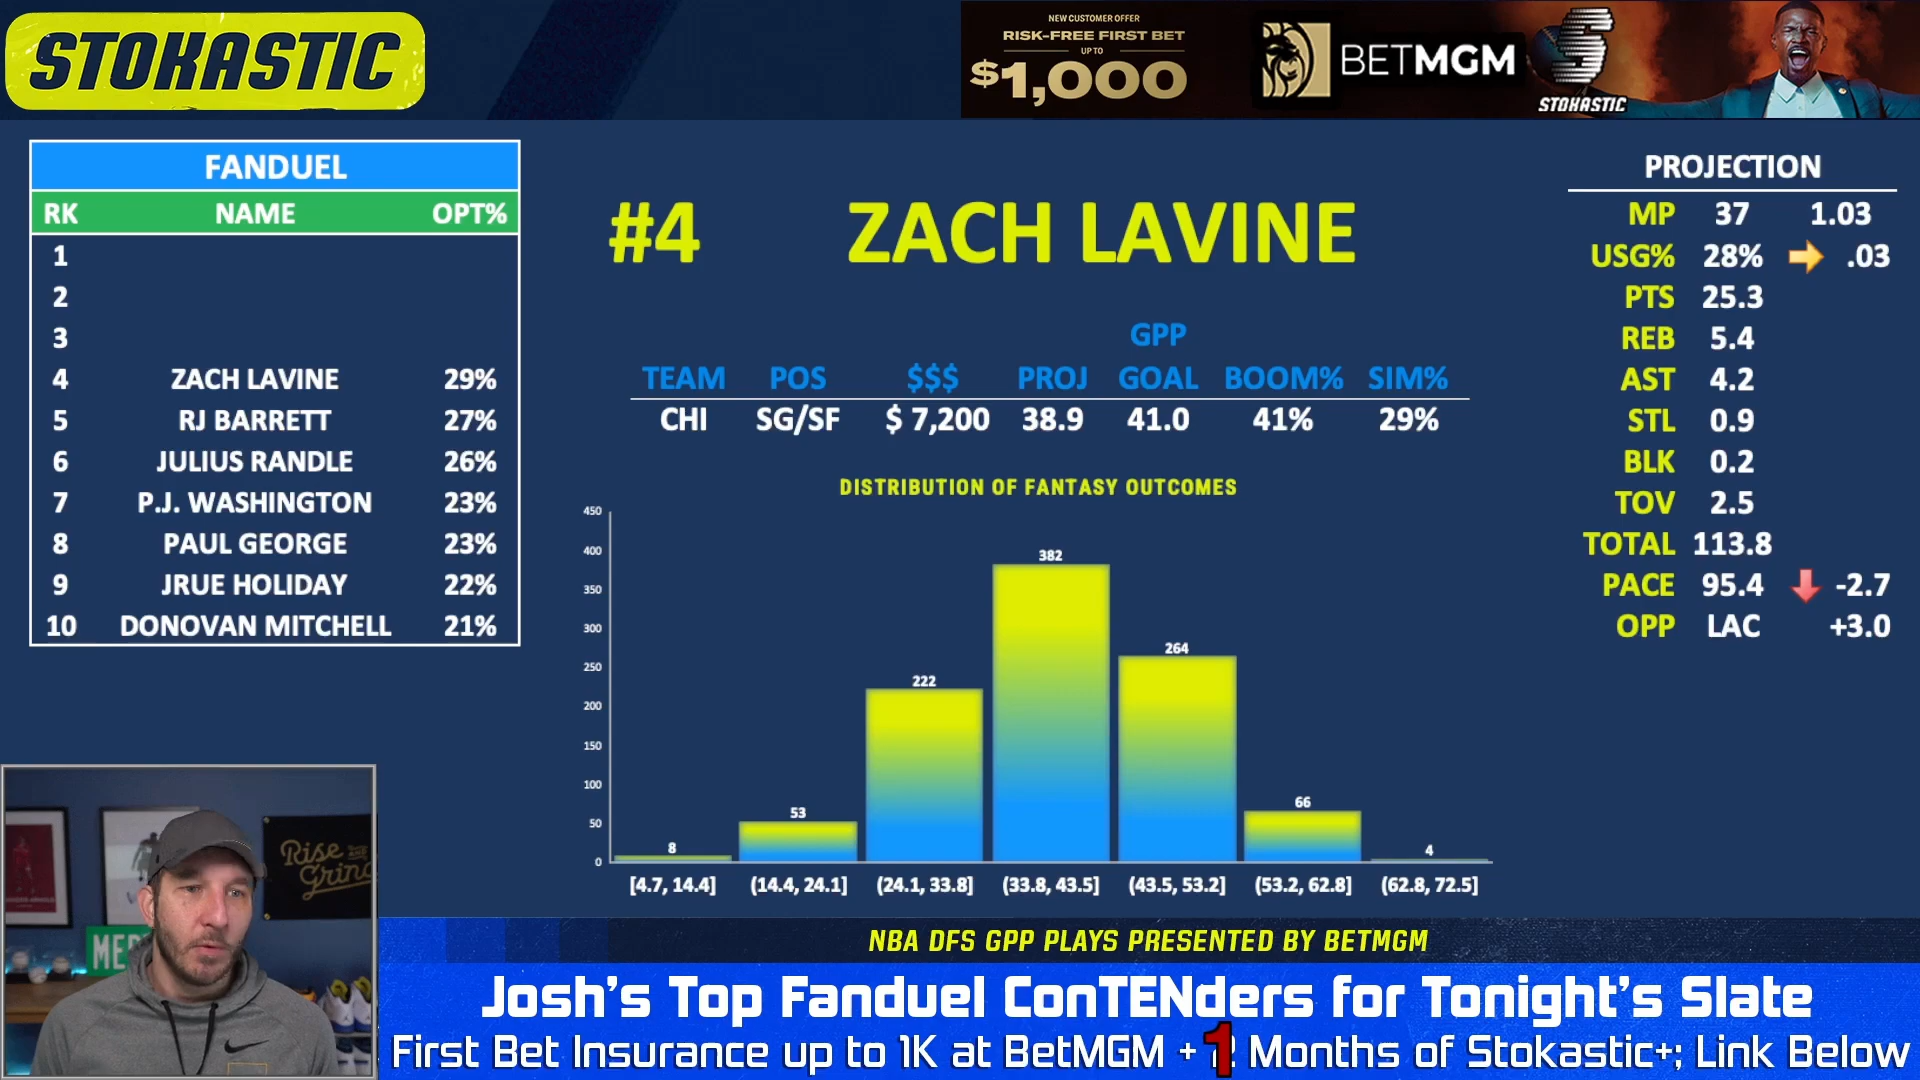 STOKASTIC
NEW CUSTOMER OFFER
RISK-FREE FIRST BET
UP TO
$1,000
BETMGM
STOKASTIC
FANDUEL
RK NAME OPT%
1
2
3
4 ZACH LAVINE 29%
5 RJ BARRETT 27%
6 JULIUS RANDLE 26%
7 P.J. WASHINGTON 23%
8 PAUL GEORGE 23%
9 JRUE HOLIDAY 22%
10 DONOVAN MITCHELL 21%
#4 ZACH LAVINE
GPP
TEAM POS $$$ PROJ GOAL BOOM% SIM%
CHI SG/SF $ 7,200 38.9 41.0 41% 29%
DISTRIBUTION OF FANTASY OUTCOMES
450
400
350
300
250
200
150
100
50
0
8
53
222
382
264
66
4
[4.7, 14.4] (14.4, 24.1] (24.1, 33.8] (33.8, 43.5] (43.5, 53.2] (53.2, 62.8] (62.8, 72.5]
PROJECTION
MP 37 1.03
USG% 28% .03
PTS 25.3
REB 5.4
AST 4.2
STL 0.9
BLK 0.2
TOV 2.5
TOTAL 113.8
PACE 95.4 -2.7
OPP LAC +3.0
Rise AND
Grind
NBA DFS GPP PLAYS PRESENTED BY BETMGM
Josh's Top Fanduel ConTENders for Tonight's Slate
First Bet Insurance up to 1K at BetMGM + 1 Months of Stokastic+; Link Below